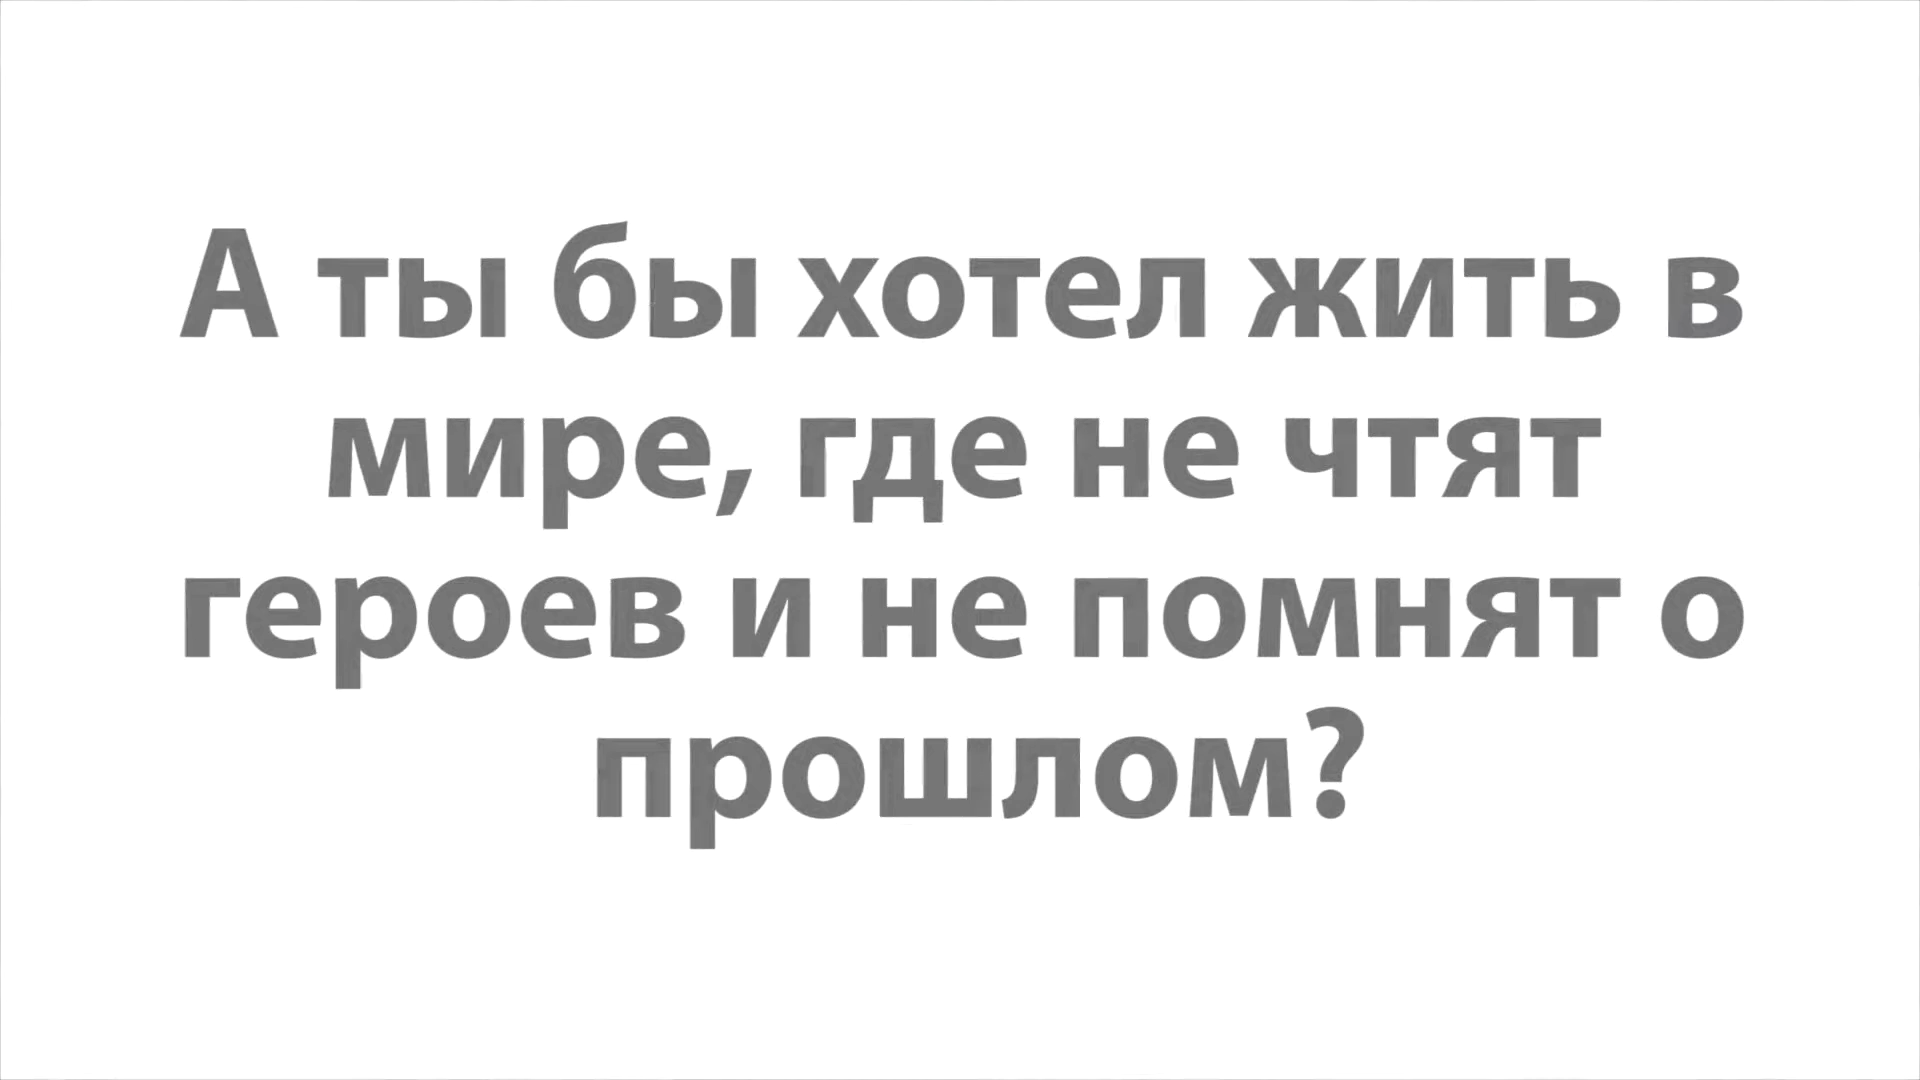 А ты бы хотел жить в
мире, где не чтят
героев и не помнят о
прошлом?